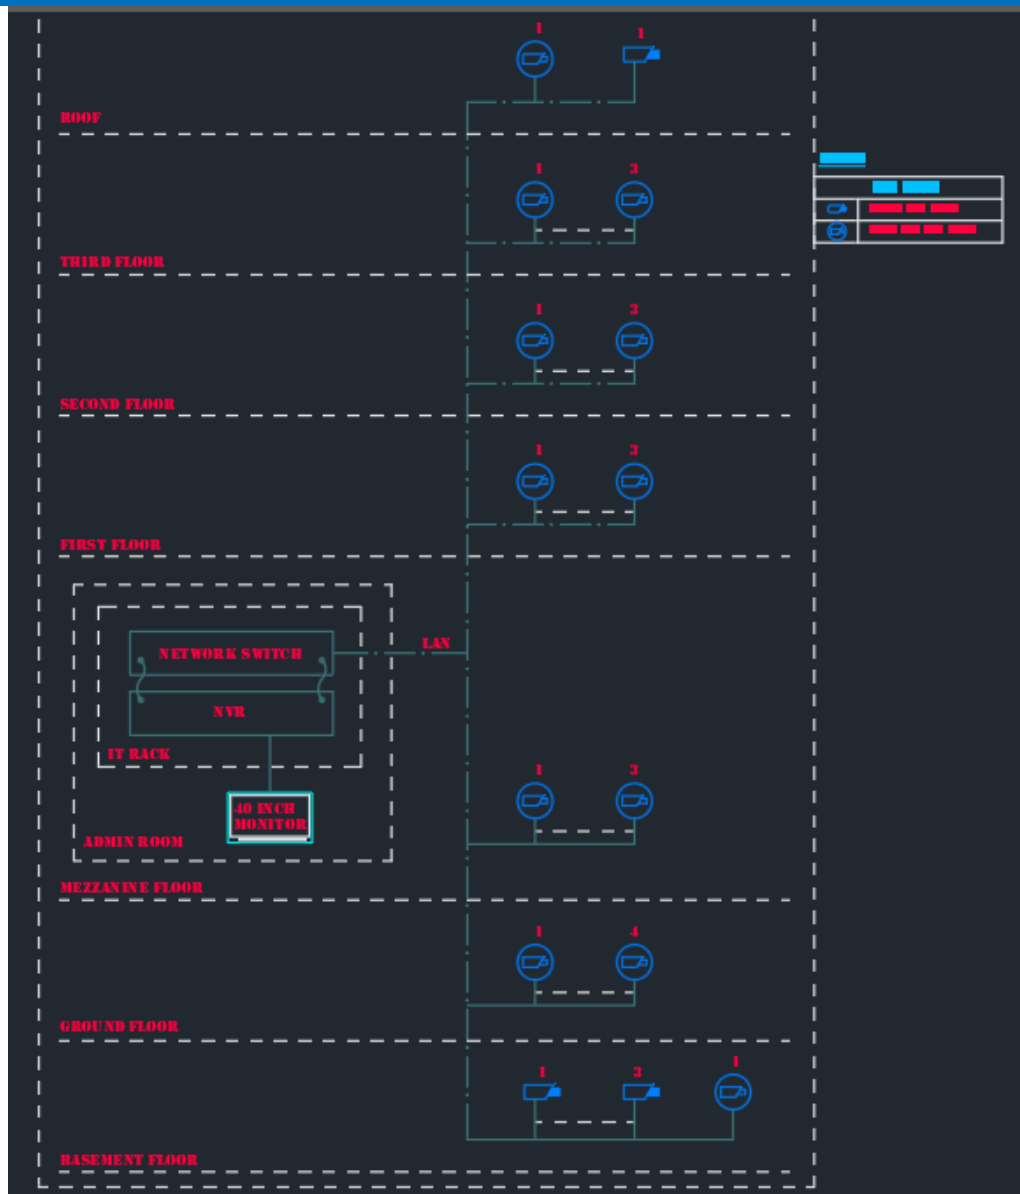 1 1
ROOF
1 3
THIRD FLOOR
1 3
SECOND FLOOR
1 3
FIRST FLOOR
LAN
NETWORK SWITCH
NVR
IT RACK
1 3
40 INCH
MONITOR
ADMIN ROOM
MEZZANINE FLOOR
1 4
GROUND FLOOR
1 3 1
BASEMENT FLOOR